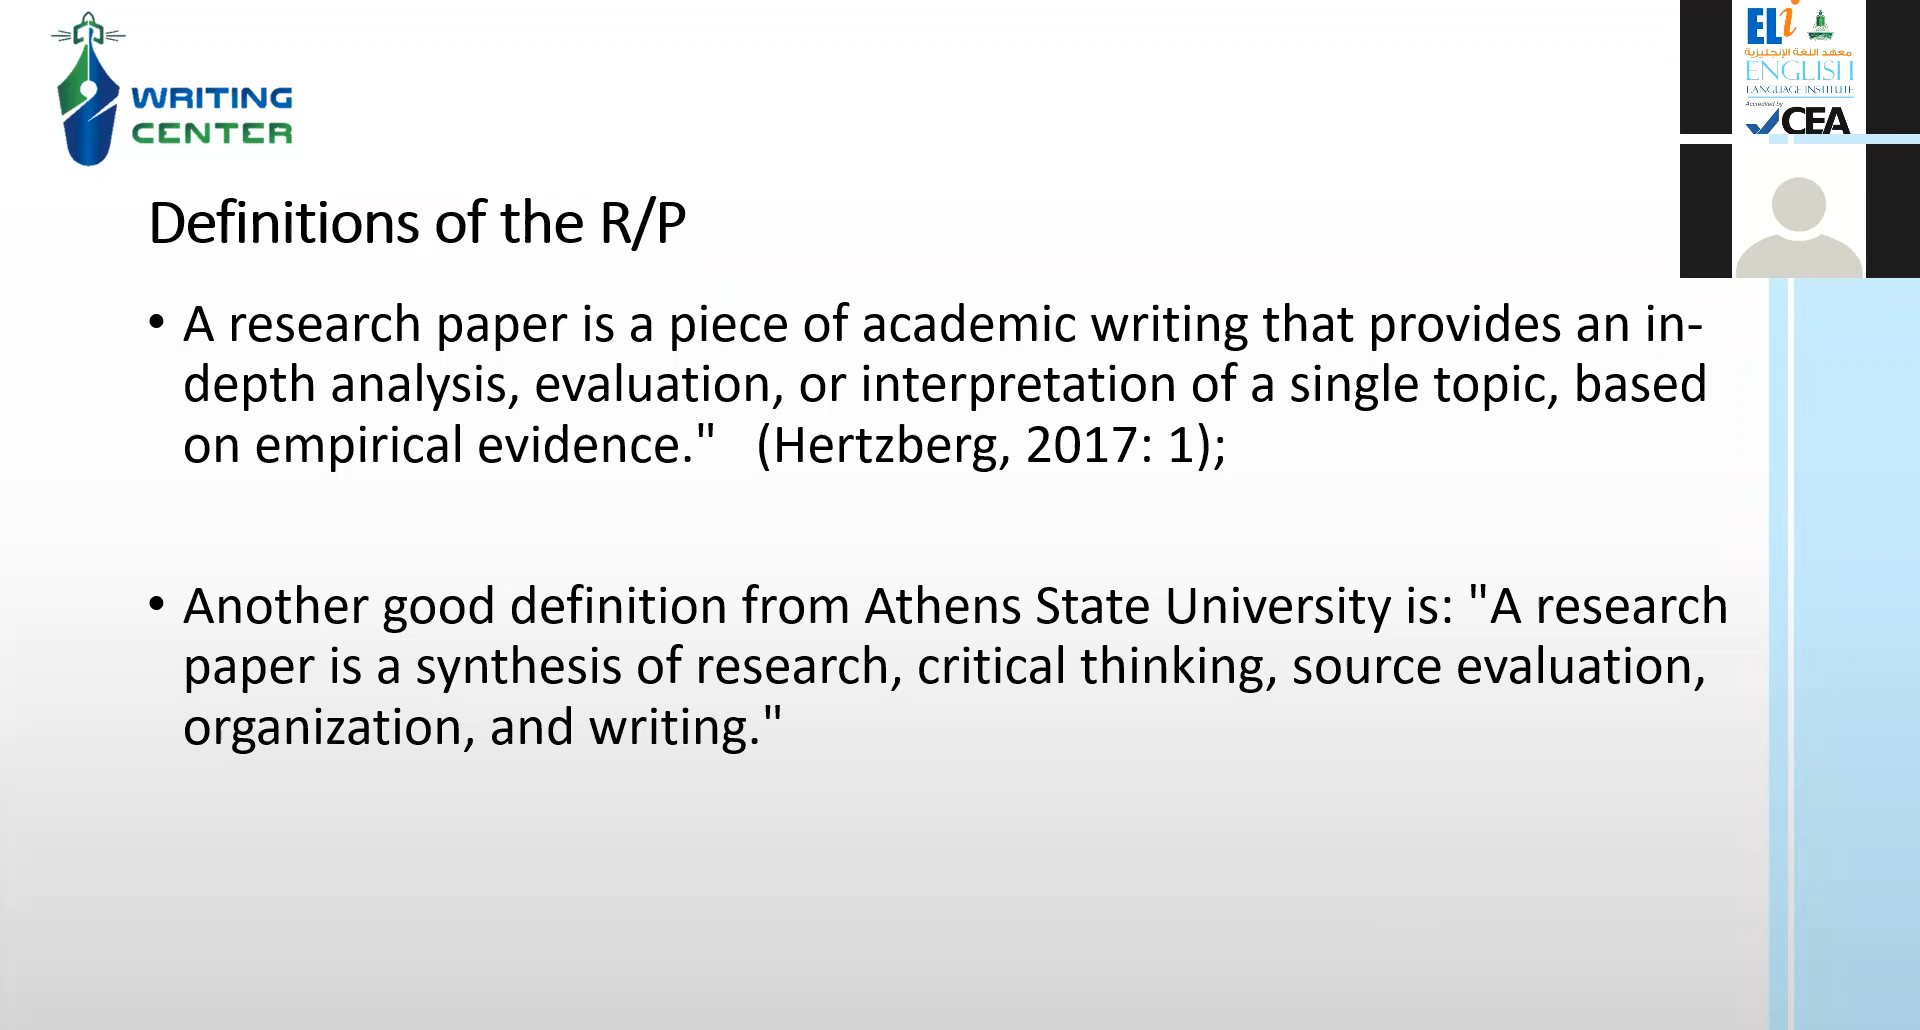 WRITING
CENTER
ELi
معهد اللغة الإنجليزية
ENGLISH
LANGUAGE INSTITUTE
Accredited by
CEA
Definitions of the R/P
• A research paper is a piece of academic writing that provides an in-
depth analysis, evaluation, or interpretation of a single topic, based
on empirical evidence." (Hertzberg, 2017: 1);
• Another good definition from Athens State University is: "A research
paper is a synthesis of research, critical thinking, source evaluation,
organization, and writing."